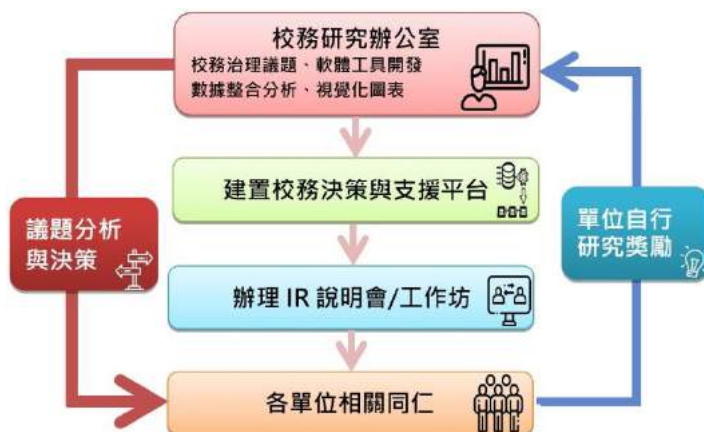 校務研究辦公室
校務治理議題、軟體工具開發
數據整合分析、視覺化圖表
建置校務決策與支援平台
議題分析
與決策
單位自行
研究獎勵
辦理 IR 說明會/工作坊
各單位相關同仁